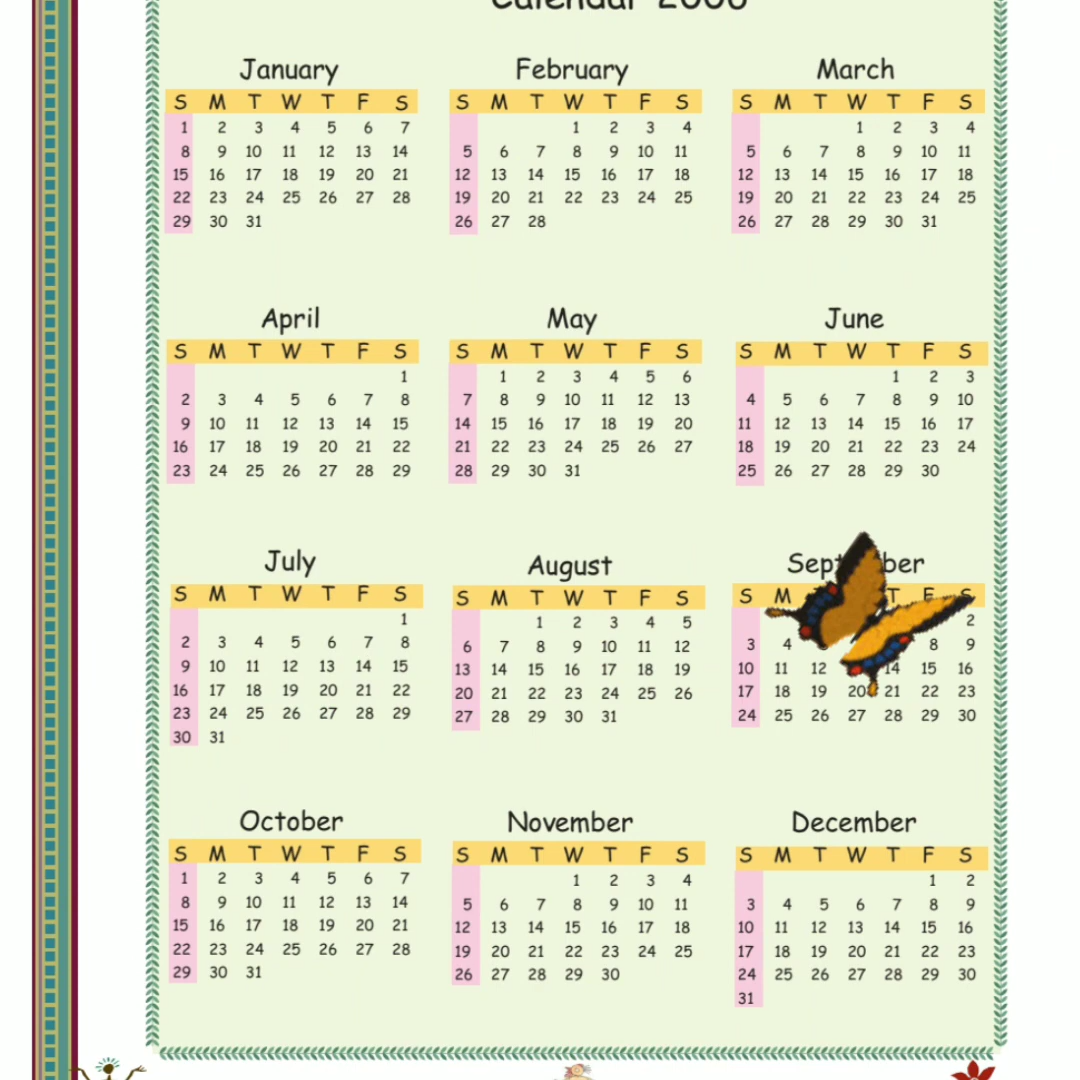 Calendar 2006
January February March
S M T W T F S S M T W T F S S M T W T F S
1 2 3 4 5 6 7 1 2 3 4 1 2 3 4
8 9 10 11 12 13 14 5 6 7 8 9 10 11 5 6 7 8 9 10 11
15 16 17 18 19 20 21 12 13 14 15 16 17 18 12 13 14 15 16 17 18
22 23 24 25 26 27 28 19 20 21 22 23 24 25 19 20 21 22 23 24 25
29 30 31 26 27 28 26 27 28 29 30 31
April May June
S M T W T F S S M T W T F S S M T W T F S
1 1 2 3 4 5 6 1 2 3
2 3 4 5 6 7 8 7 8 9 10 11 12 13 4 5 6 7 8 9 10
9 10 11 12 13 14 15 14 15 16 17 18 19 20 11 12 13 14 15 16 17
16 17 18 19 20 21 22 21 22 23 24 25 26 27 18 19 20 21 22 23 24
23 24 25 26 27 28 29 28 29 30 31 25 26 27 28 29 30
July August September
S M T W T F S S M T W T F S S M T F S
1 1 2 3 4 5 2
2 3 4 5 6 7 8 6 7 8 9 10 11 12 3 4 8 9
9 10 11 12 13 14 15 13 14 15 16 17 18 19 10 11 12 14 15 16
16 17 18 19 20 21 22 20 21 22 23 24 25 26 17 18 19 20 21 22 23
23 24 25 26 27 28 29 27 28 29 30 31 24 25 26 27 28 29 30
30 31
October November December
S M T W T F S S M T W T F S S M T W T F S
1 2 3 4 5 6 7 1 2 3 4 1 2
8 9 10 11 12 13 14 5 6 7 8 9 10 11 3 4 5 6 7 8 9
15 16 17 18 19 20 21 12 13 14 15 16 17 18 10 11 12 13 14 15 16
22 23 24 25 26 27 28 19 20 21 22 23 24 25 17 18 19 20 21 22 23
29 30 31 26 27 28 29 30 24 25 26 27 28 29 30
31